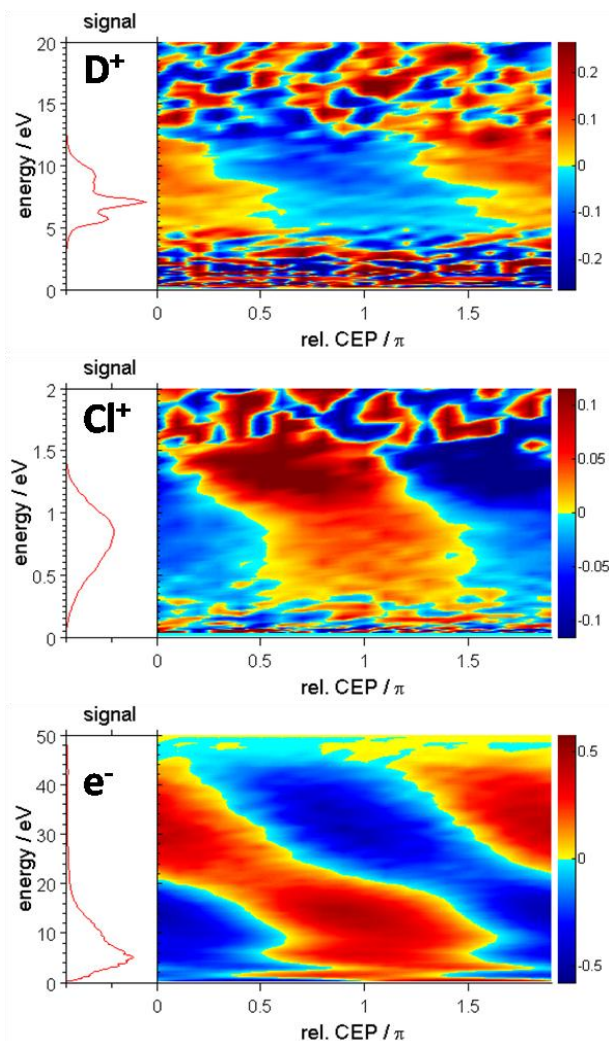 signal
D⁺
energy / eV
20
15
10
5
0
0 0.5 1 1.5
rel. CEP / π
0.2
0.1
0
-0.1
-0.2
signal
Cl⁺
energy / eV
2
1.5
1
0.5
0
0 0.5 1 1.5
rel. CEP / π
0.1
0.05
0
-0.05
-0.1
signal
e⁻
energy / eV
50
40
30
20
10
0
0 0.5 1 1.5
rel. CEP / π
0.5
0
-0.5